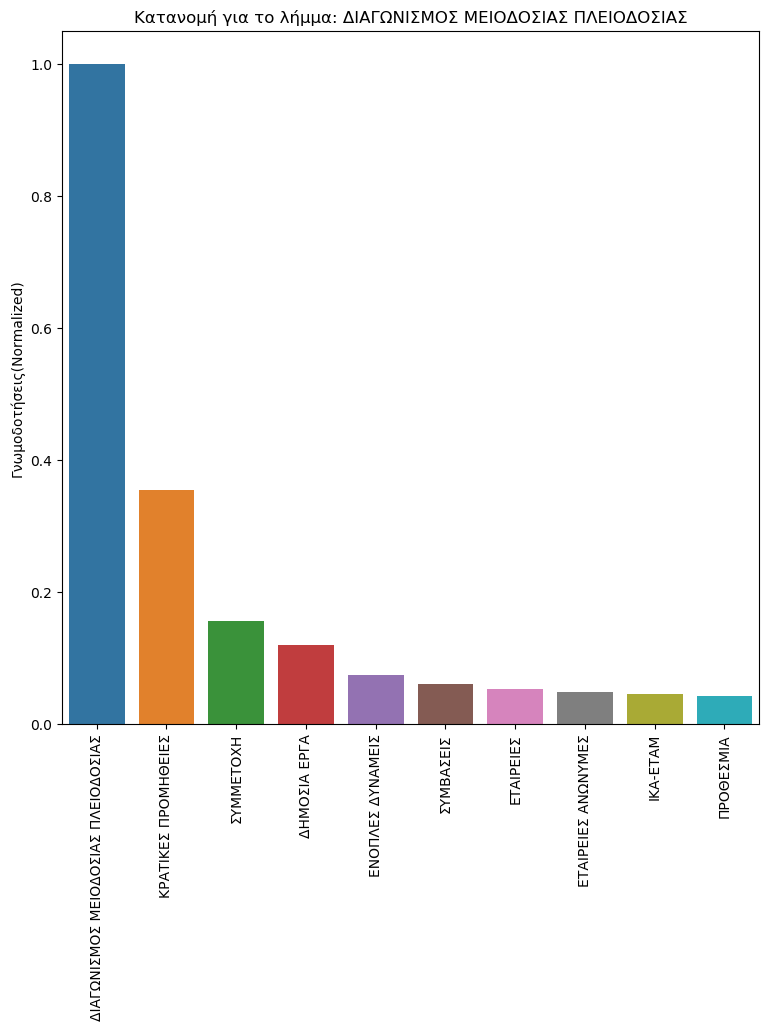 Κατανομή για το λήμμα: ΔΙΑΓΩΝΙΣΜΟΣ ΜΕΙΟΔΟΣΙΑΣ ΠΛΕΙΟΔΟΣΙΑΣ
Γνωμοδοτήσεις(Normalized)
1.0
0.8
0.6
0.4
0.2
0.0
ΔΙΑΓΩΝΙΣΜΟΣ ΜΕΙΟΔΟΣΙΑΣ ΠΛΕΙΟΔΟΣΙΑΣ
ΚΡΑΤΙΚΕΣ ΠΡΟΜΗΘΕΙΕΣ
ΣΥΜΜΕΤΟΧΗ
ΔΗΜΟΣΙΑ ΕΡΓΑ
ΕΝΟΠΛΕΣ ΔΥΝΑΜΕΙΣ
ΣΥΜΒΑΣΕΙΣ
ΕΤΑΙΡΕΙΕΣ
ΕΤΑΙΡΕΙΕΣ ΑΝΩΝΥΜΕΣ
ΙΚΑ-ΕΤΑΜ
ΠΡΟΘΕΣΜΙΑ